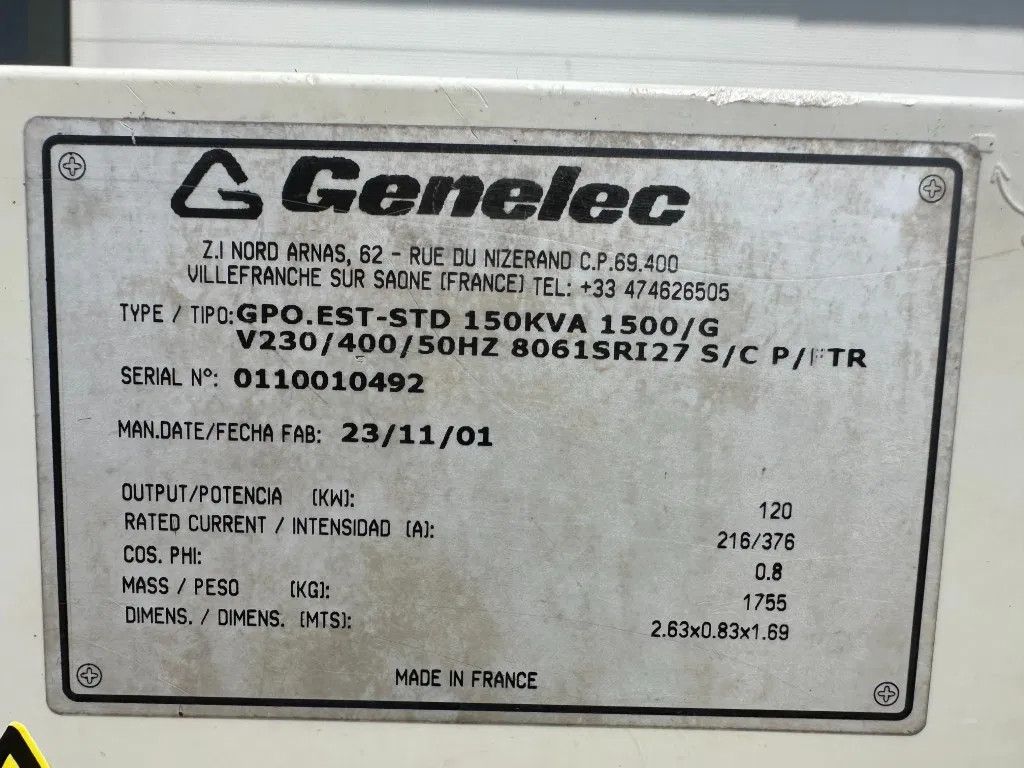 Genelec
Z.I NORD ARNAS, 62 - RUE DU NIZERAND C.P.69.400
VILLEFRANCHE SUR SAONE (FRANCE) TEL: +33 474626505
TYPE / TIPO: GPO.EST-STD 150KVA 1500/G
V230/400/50HZ 8061SRI27 S/C P/FTR
SERIAL Nº: 0110010492
MAN.DATE/FECHA FAB: 23/11/01
OUTPUT/POTENCIA (KW): 120
RATED CURRENT / INTENSIDAD (A): 216/376
COS. PHI: 0.8
MASS / PESO (KG): 1755
DIMENS. / DIMENS. (MTS): 2.63x0.83x1.69
MADE IN FRANCE